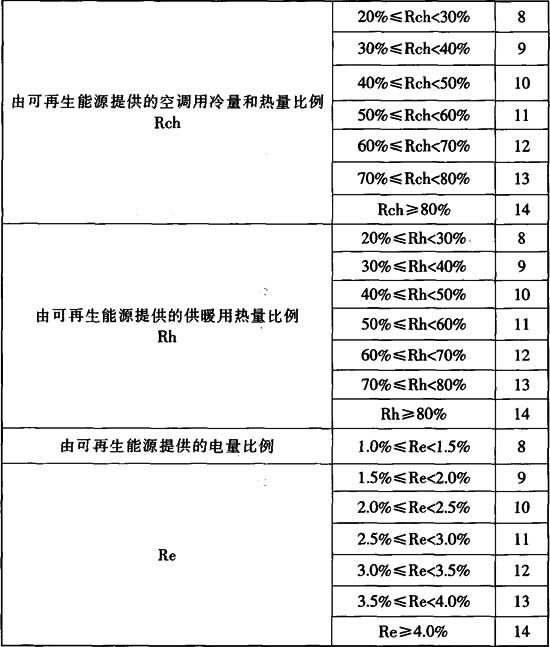 由可再生能源提供的空调用冷量和热量比例
Rch
20%≤Rch<30% 8
30%≤Rch<40% 9
40%≤Rch<50% 10
50%≤Rch<60% 11
60%≤Rch<70% 12
70%≤Rch<80% 13
Rch≥80% 14
由可再生能源提供的供暖用热量比例
Rh
20%≤Rh<30% 8
30%≤Rh<40% 9
40%≤Rh<50% 10
50%≤Rh<60% 11
60%≤Rh<70% 12
70%≤Rh<80% 13
Rh≥80% 14
由可再生能源提供的电量比例 1.0%≤Re<1.5% 8
Re
1.5%≤Re<2.0% 9
2.0%≤Re<2.5% 10
2.5%≤Re<3.0% 11
3.0%≤Re<3.5% 12
3.5%≤Re<4.0% 13
Re≥4.0% 14